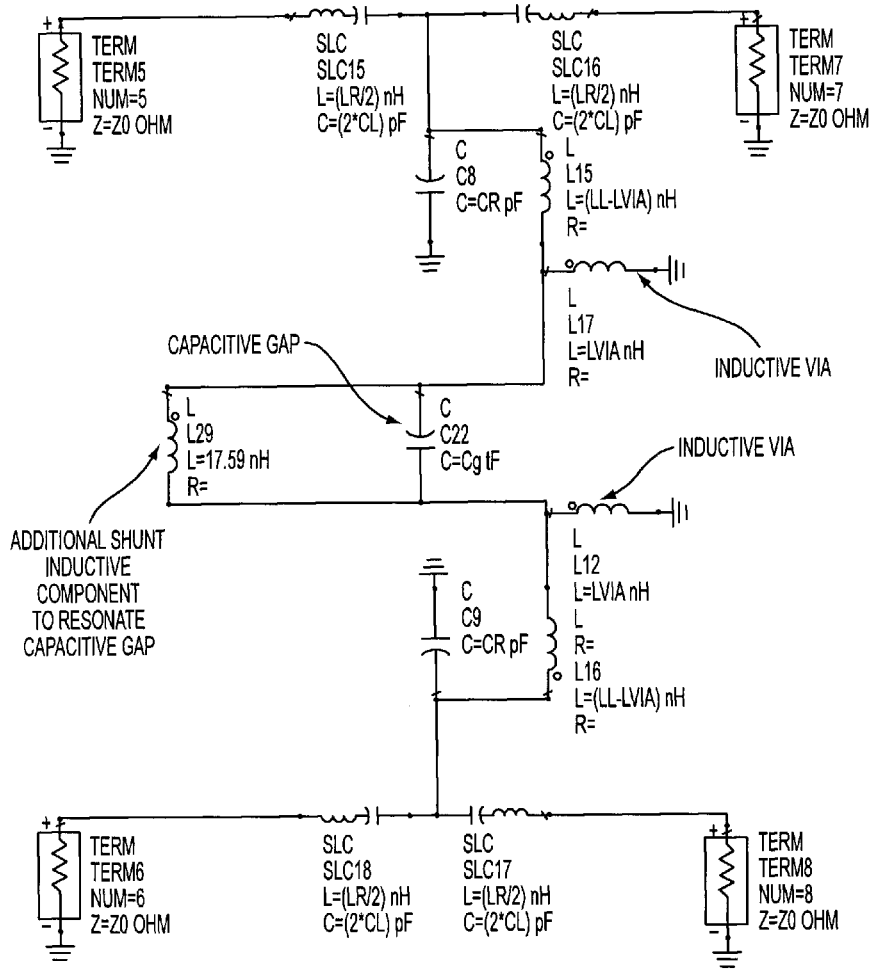 +
TERM
TERM5
NUM=5
Z=Z0 OHM
-
SLC
SLC15
L=(LR/2) nH
C=(2*CL) pF
SLC
SLC16
L=(LR/2) nH
C=(2*CL) pF
+
TERM
TERM7
NUM=7
Z=Z0 OHM
-
C
C8
C=CR pF
L
L15
L=(LL-LVIA) nH
R=
L
L17
L=LVIA nH
R=
INDUCTIVE VIA
CAPACITIVE GAP
L
L29
L=17.59 nH
R=
C
C22
C=Cg tF
INDUCTIVE VIA
ADDITIONAL SHUNT
INDUCTIVE
COMPONENT
TO RESONATE
CAPACITIVE GAP
C
C9
C=CR pF
L
L12
L=LVIA nH
L
R=
L16
L=(LL-LVIA) nH
R=
+
TERM
TERM6
NUM=6
Z=Z0 OHM
-
SLC
SLC18
L=(LR/2) nH
C=(2*CL) pF
SLC
SLC17
L=(LR/2) nH
C=(2*CL) pF
+
TERM
TERM8
NUM=8
Z=Z0 OHM
-